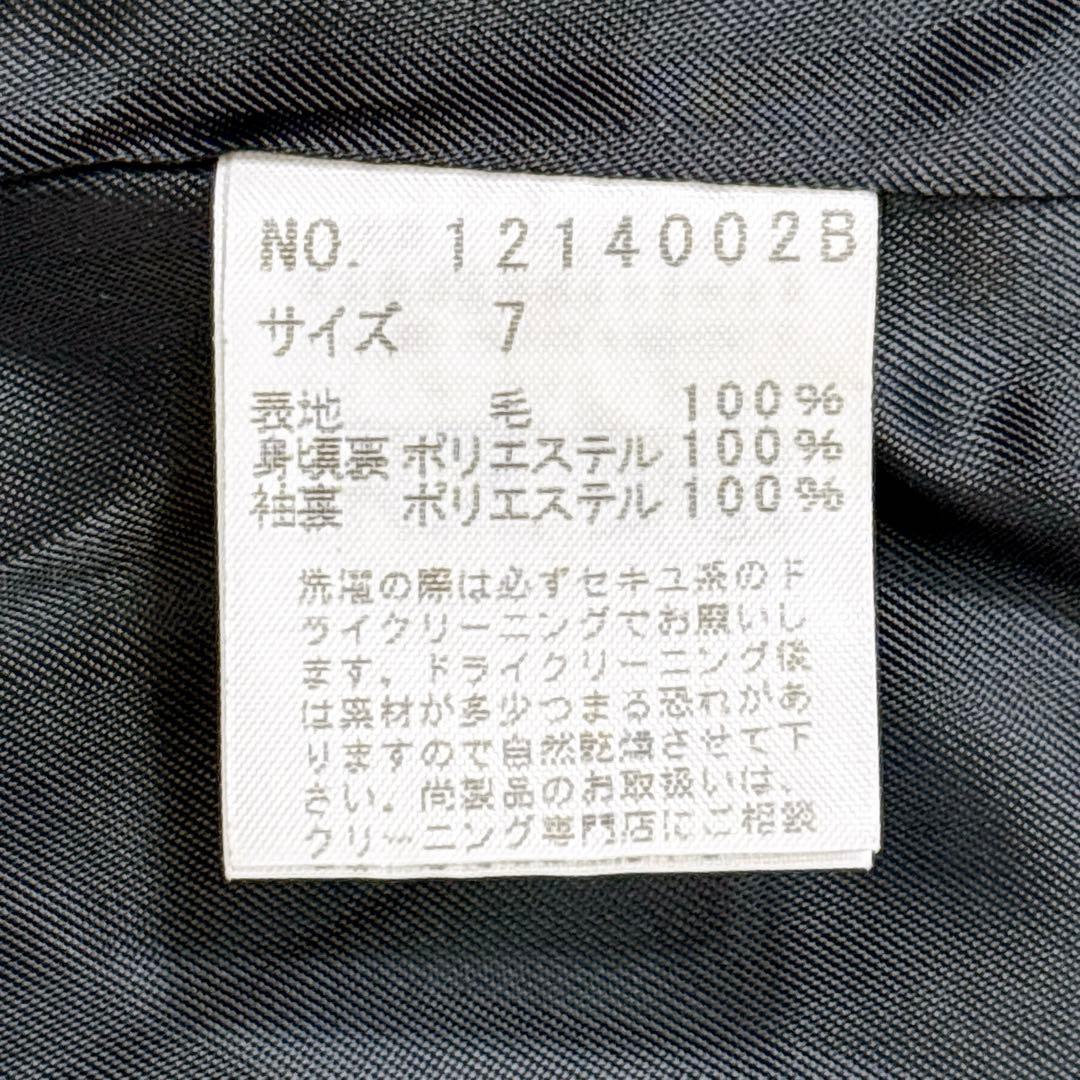 NO. 1214002B
サイズ 7
表地 毛 100%
身頃裏 ポリエステル 100%
袖裏 ポリエステル 100%
洗濯の際は必ずセキユ系のド
ライクリーニングでお願いし
ます。ドライクリーニング後
は素材が多少つまる恐れがあ
りますので自然乾燥させて下
さい。尚製品のお取扱いは、
クリーニング専門店にご相談